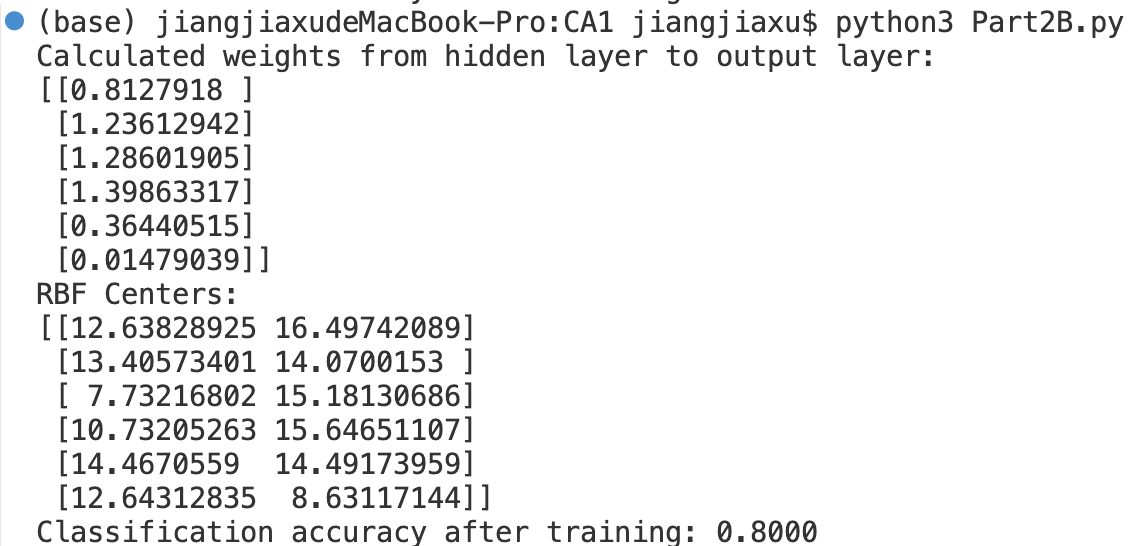 (base) jiangjiaxudeMacBook-Pro:CA1 jiangjiaxu$ python3 Part2B.py
Calculated weights from hidden layer to output layer:
[[0.8127918 ]
 [1.23612942]
 [1.28601905]
 [1.39863317]
 [0.36440515]
 [0.01479039]]
RBF Centers:
[[12.63828925 16.49742089]
 [13.40573401 14.0700153 ]
 [ 7.73216802 15.18130686]
 [10.73205263 15.64651107]
 [14.4670559  14.49173959]
 [12.64312835  8.63117144]]
Classification accuracy after training: 0.8000